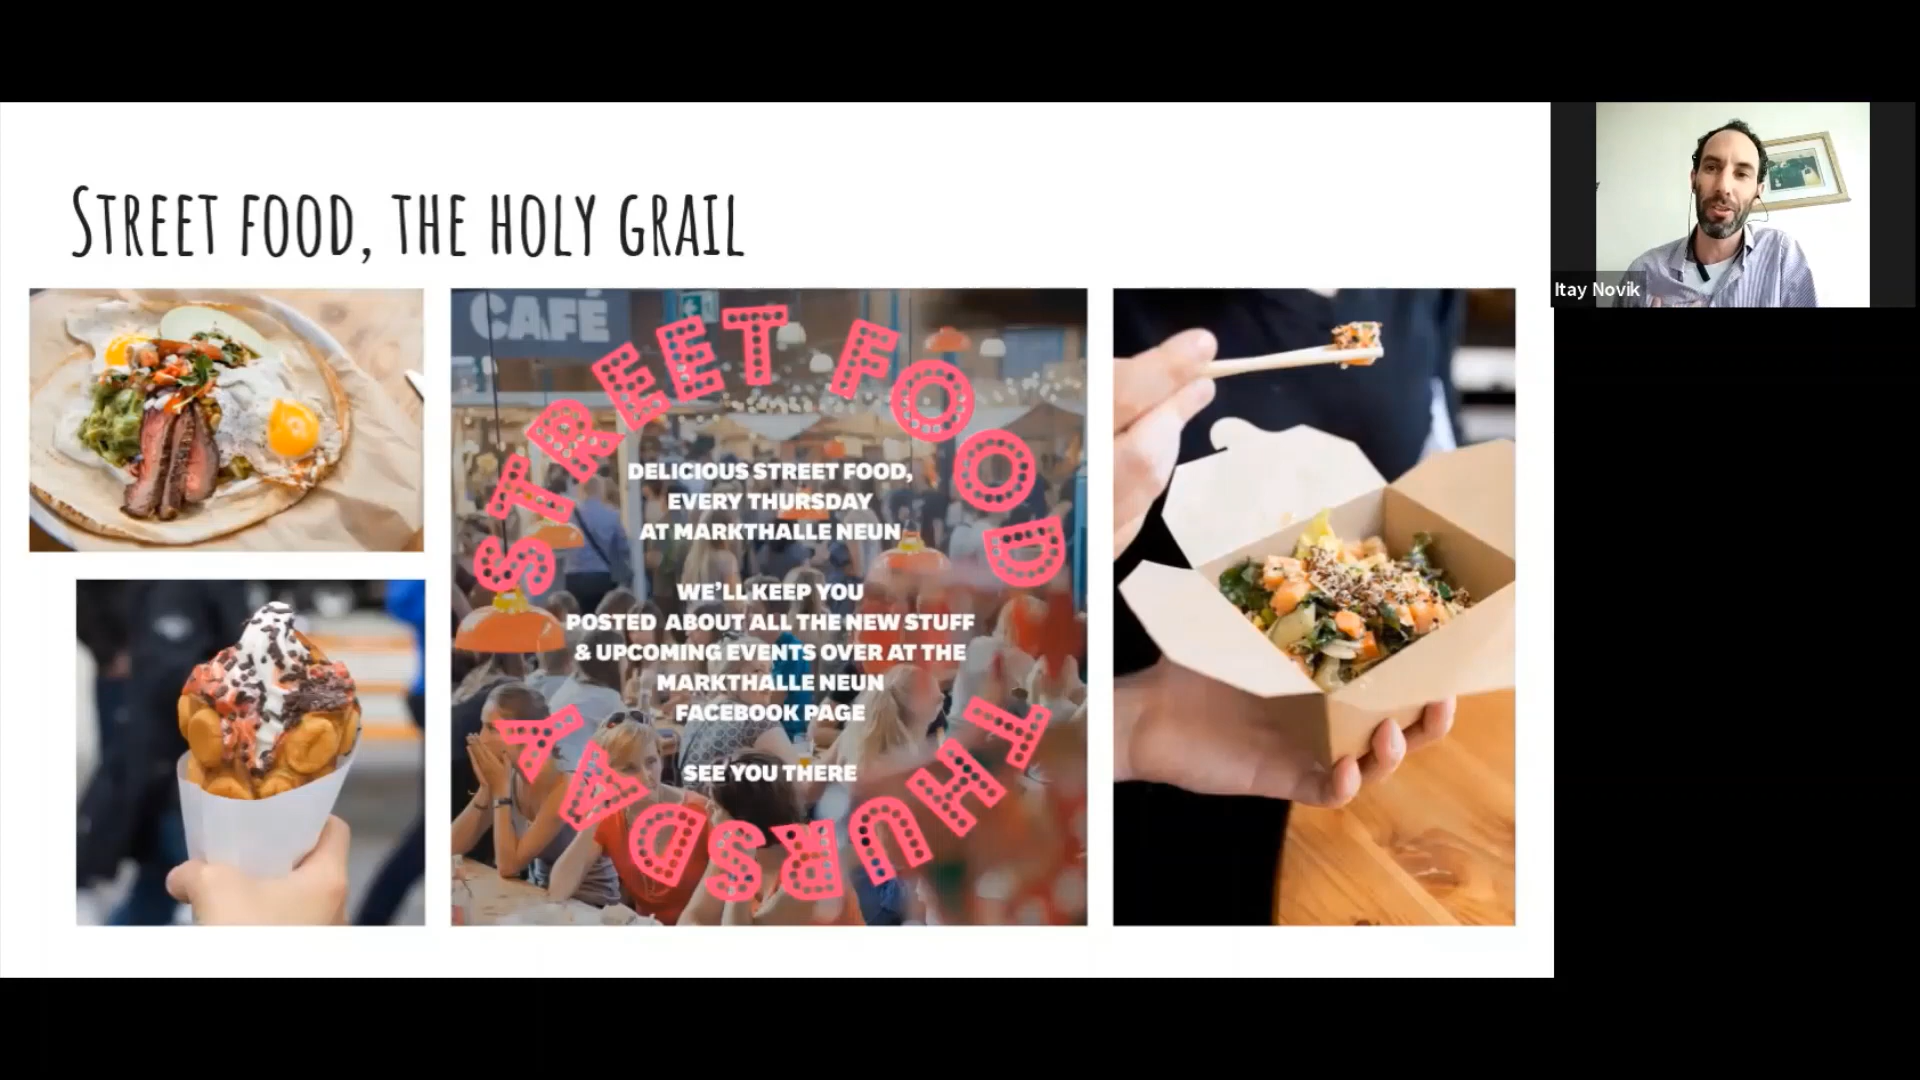 STREET FOOD, THE HOLY GRAIL
CAFÉ
STREET FOOD
DELICIOUS STREET FOOD,
EVERY THURSDAY
AT MARKTHALLE NEUN
WE'LL KEEP YOU
POSTED ABOUT ALL THE NEW STUFF
& UPCOMING EVENTS OVER AT THE
MARKTHALLE NEUN
FACEBOOK PAGE
SEE YOU THERE
THURSDAY
Itay Novik